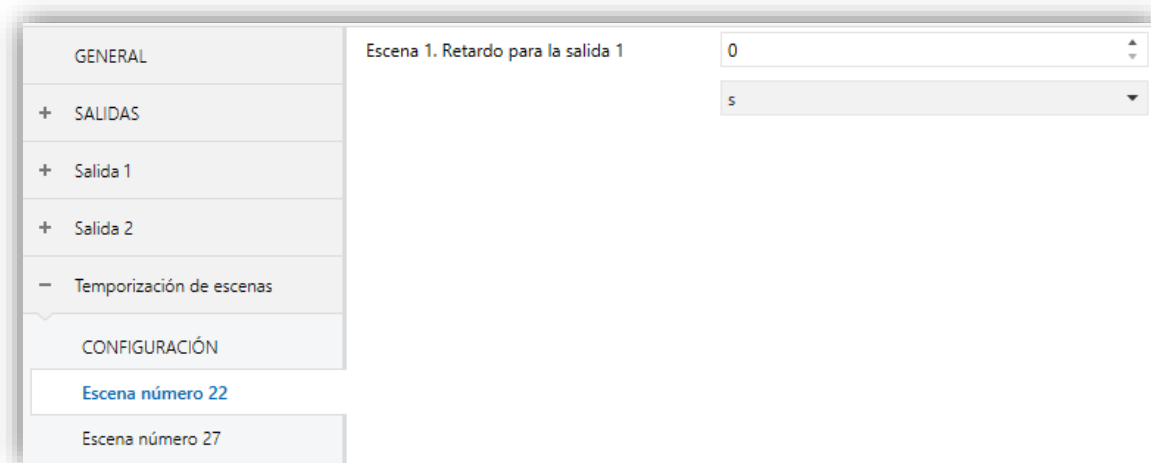 GENERAL
+ SALIDAS
+ Salida 1
+ Salida 2
− Temporización de escenas
CONFIGURACIÓN
Escena número 22
Escena número 27
Escena 1. Retardo para la salida 1
0
s